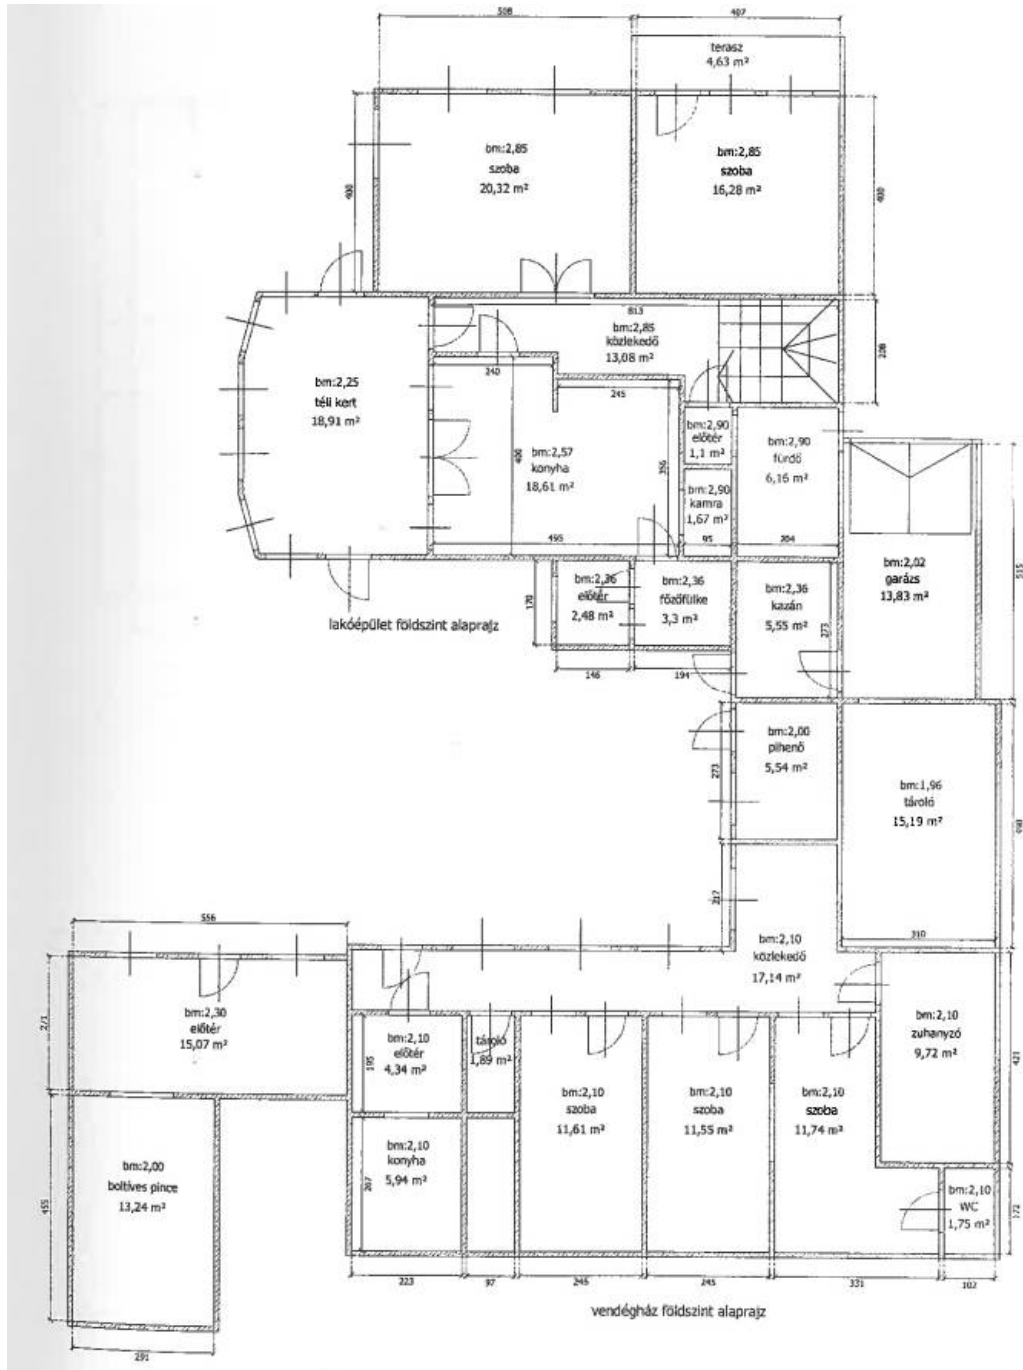 508
407
terasz
4,63 m²
bm:2,85
szoba
20,32 m²
bm:2,85
szoba
16,28 m²
400
400
813
bm:2,85
közlekedő
13,08 m²
228
bm:2,25
téli kert
18,91 m²
240
245
bm:2,57
konyha
18,61 m²
400
356
bm:2,90
előtér
1,1 m²
bm:2,90
fürdő
6,16 m²
bm:2,90
kamra
1,67 m²
495
95
204
bm:2,02
garázs
13,83 m²
515
bm:2,36
előtér
2,48 m²
bm:2,36
főzőfülke
3,3 m²
bm:2,36
kazán
5,55 m²
273
170
lakóépület földszint alaprajz
146
194
bm:2,00
pihenő
5,54 m²
273
bm:1,96
tároló
15,19 m²
490
217
310
556
bm:2,10
közlekedő
17,14 m²
bm:2,30
előtér
15,07 m²
271
bm:2,10
előtér
4,34 m²
195
tároló
1,89 m²
bm:2,10
zuhanyzó
9,72 m²
421
bm:2,10
szoba
11,61 m²
bm:2,10
szoba
11,55 m²
bm:2,10
szoba
11,74 m²
bm:2,10
konyha
5,94 m²
267
bm:2,00
boltíves pince
13,24 m²
455
bm:2,10
WC
1,75 m²
172
223
97
245
245
331
102
vendégház földszint alaprajz
291